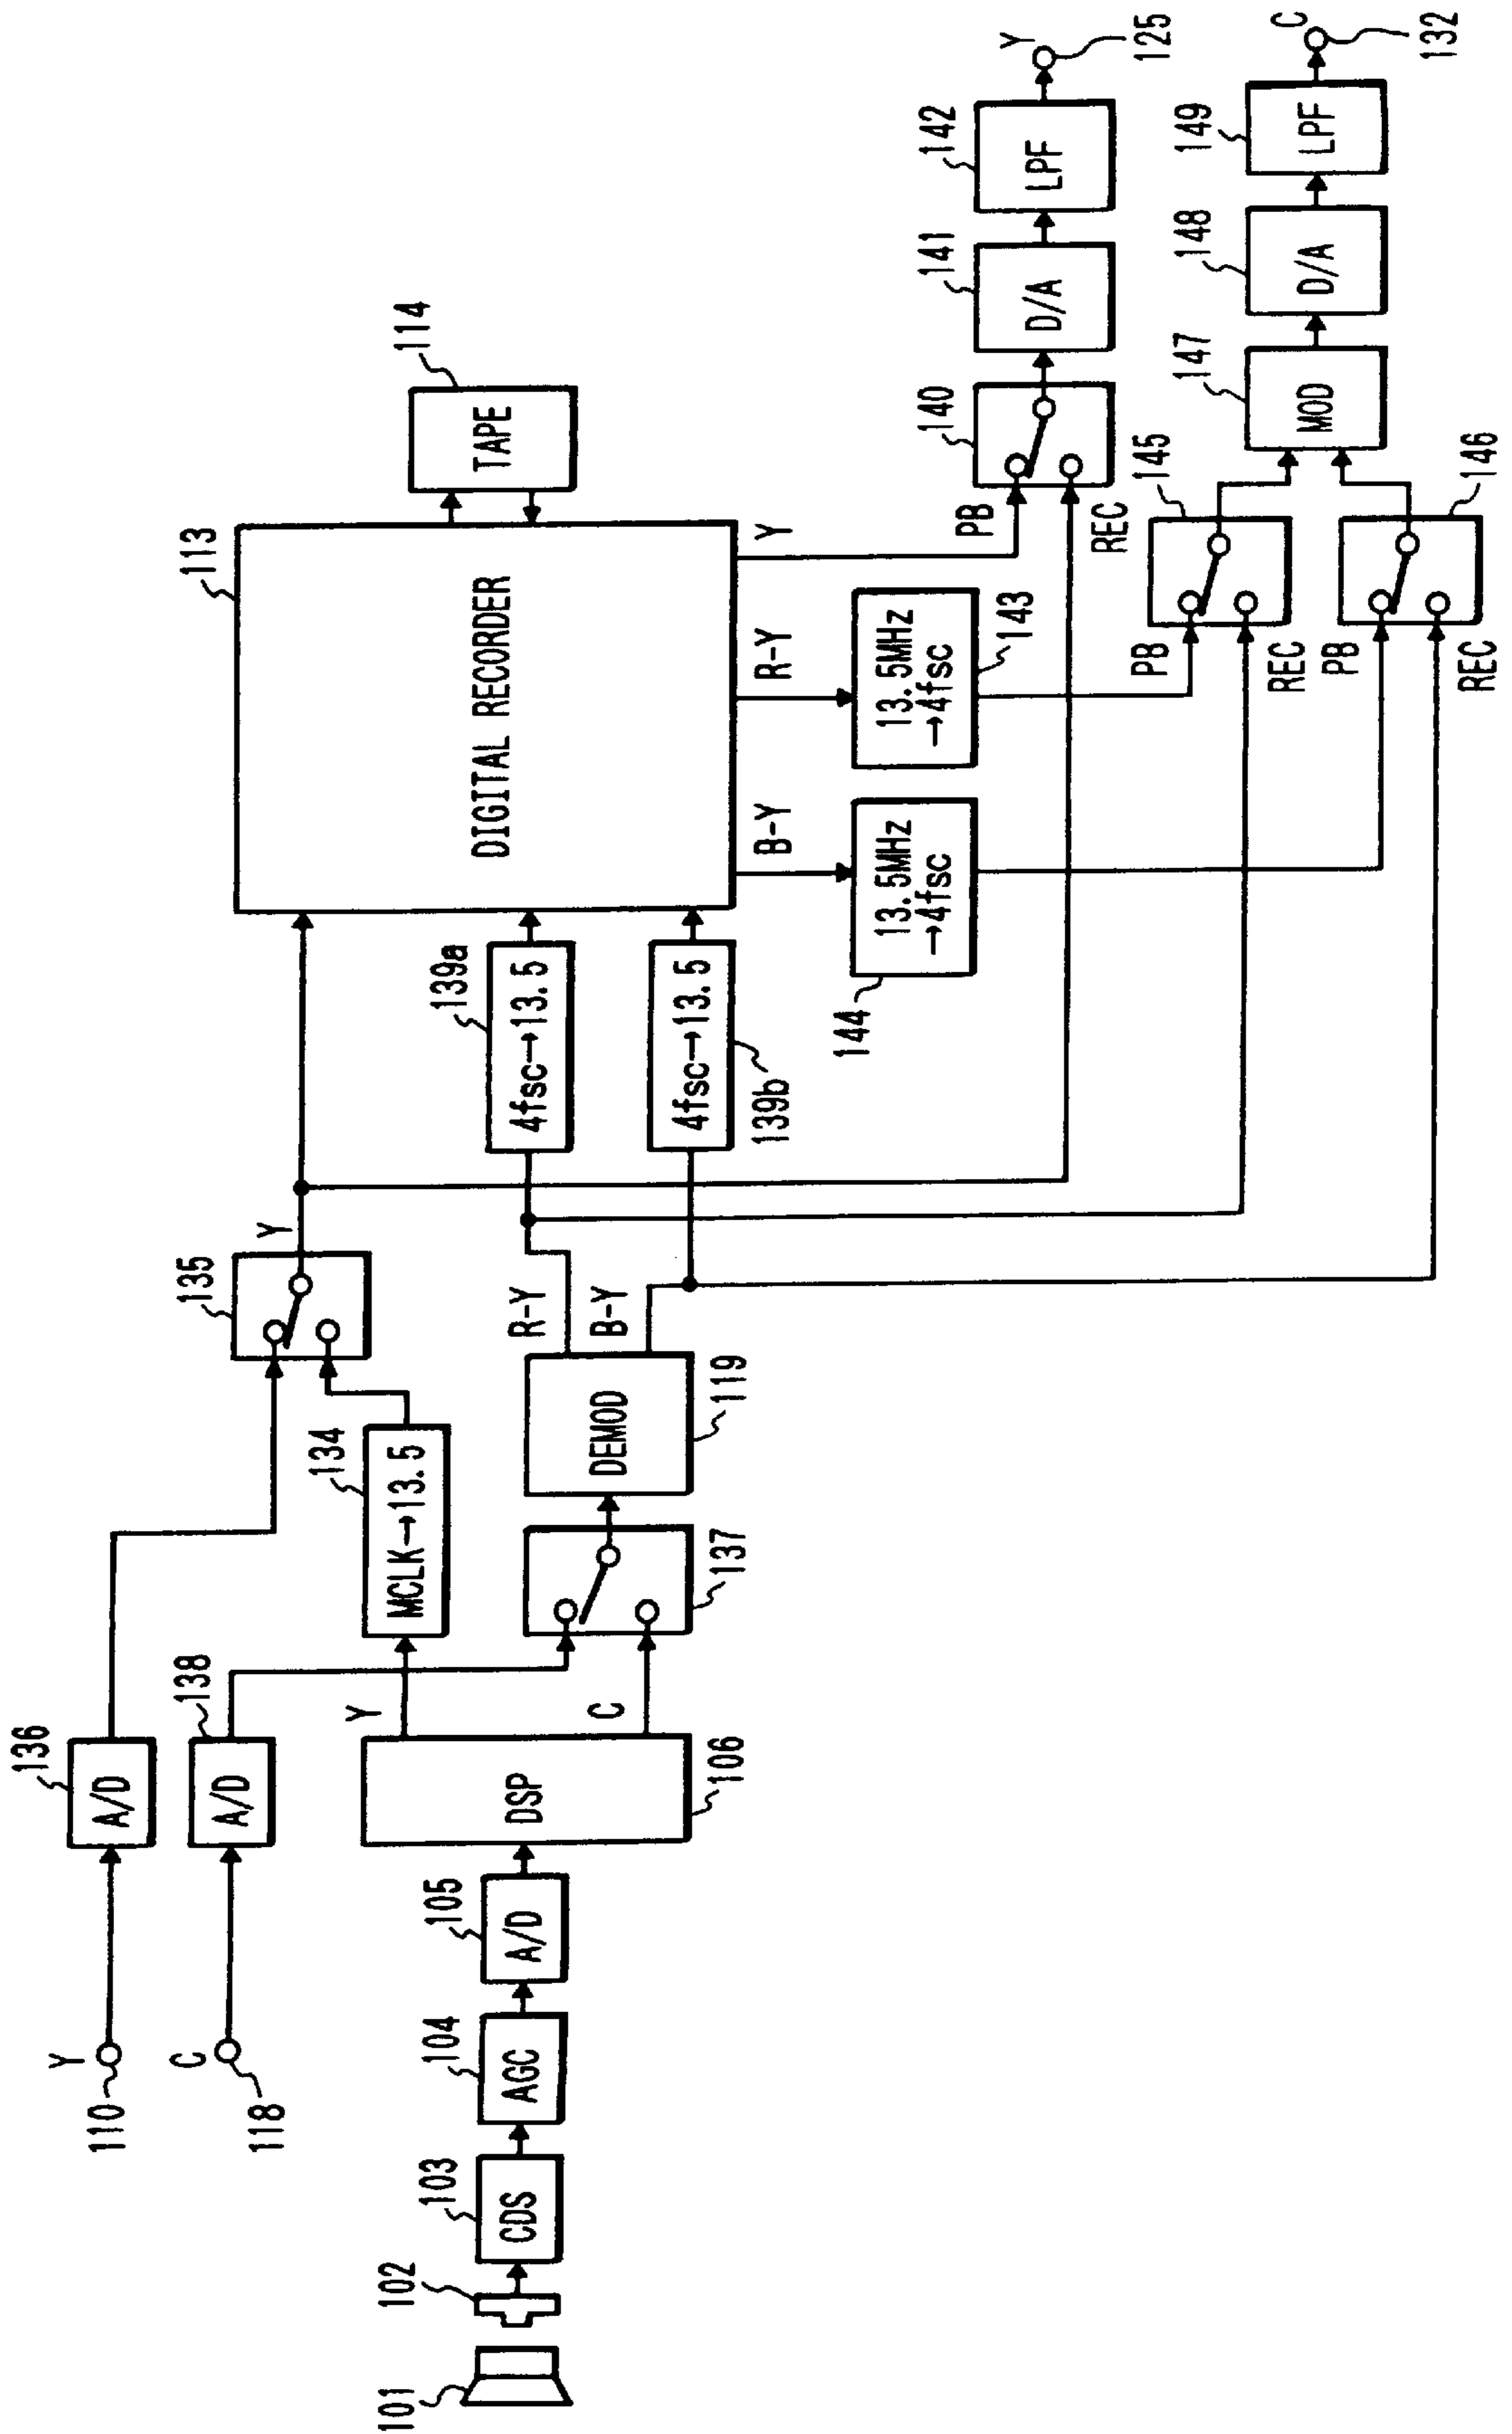 Y
110
136
A/D
C
118
138
A/D
101
102
103
CDS
104
AGC
105
A/D
106
DSP
Y
C
134
MCLK→13.5
135
Y
137
119
DEMOD
R-Y
B-Y
139a
4fsc→13.5
139b
4fsc→13.5
113
DIGITAL RECORDER
114
TAPE
B-Y
R-Y
Y
144
13.5MHz
→4fsc
143
13.5MHz
→4fsc
PB
REC
140
141
D/A
142
LPF
Y
125
PB
REC
145
PB
REC
146
147
MOD
148
D/A
149
LPF
C
132